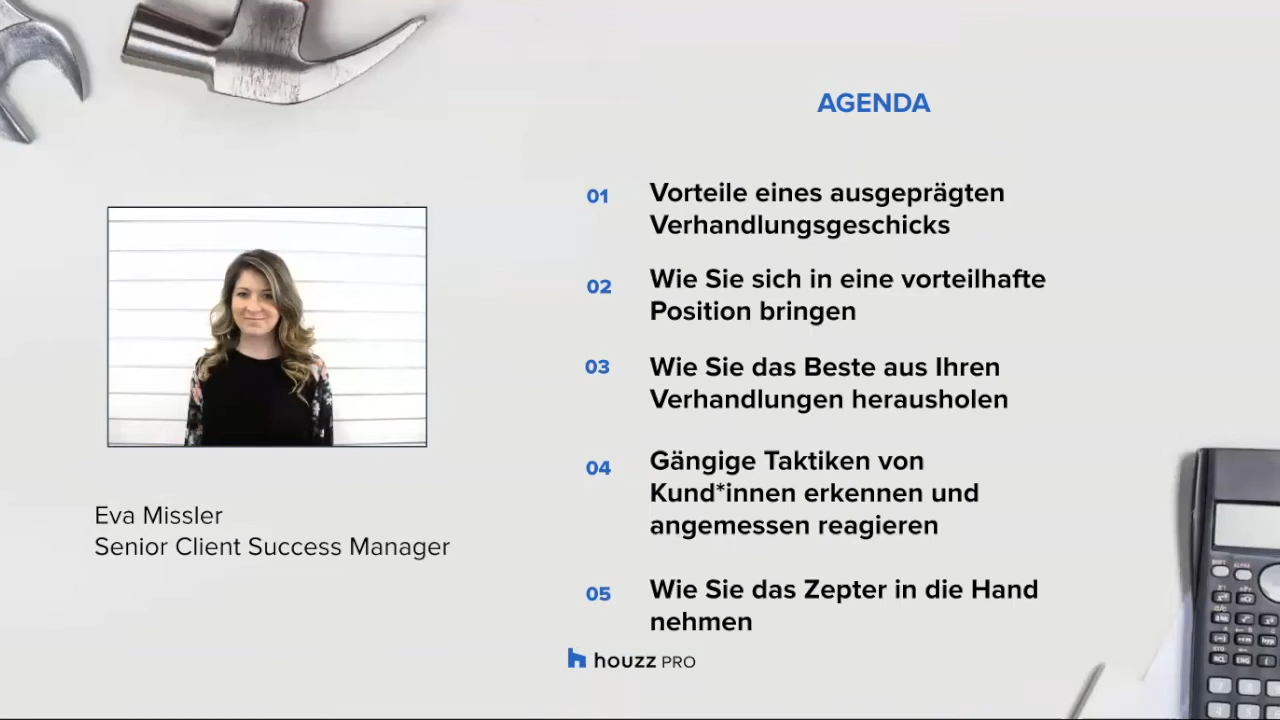 AGENDA
01
Vorteile eines ausgeprägten
Verhandlungsgeschicks
02
Wie Sie sich in eine vorteilhafte
Position bringen
03
Wie Sie das Beste aus Ihren
Verhandlungen herausholen
04
Gängige Taktiken von
Kund*innen erkennen und
angemessen reagieren
05
Wie Sie das Zepter in die Hand
nehmen
Eva Missler
Senior Client Success Manager
houzz PRO
SHIFT
ALPHA